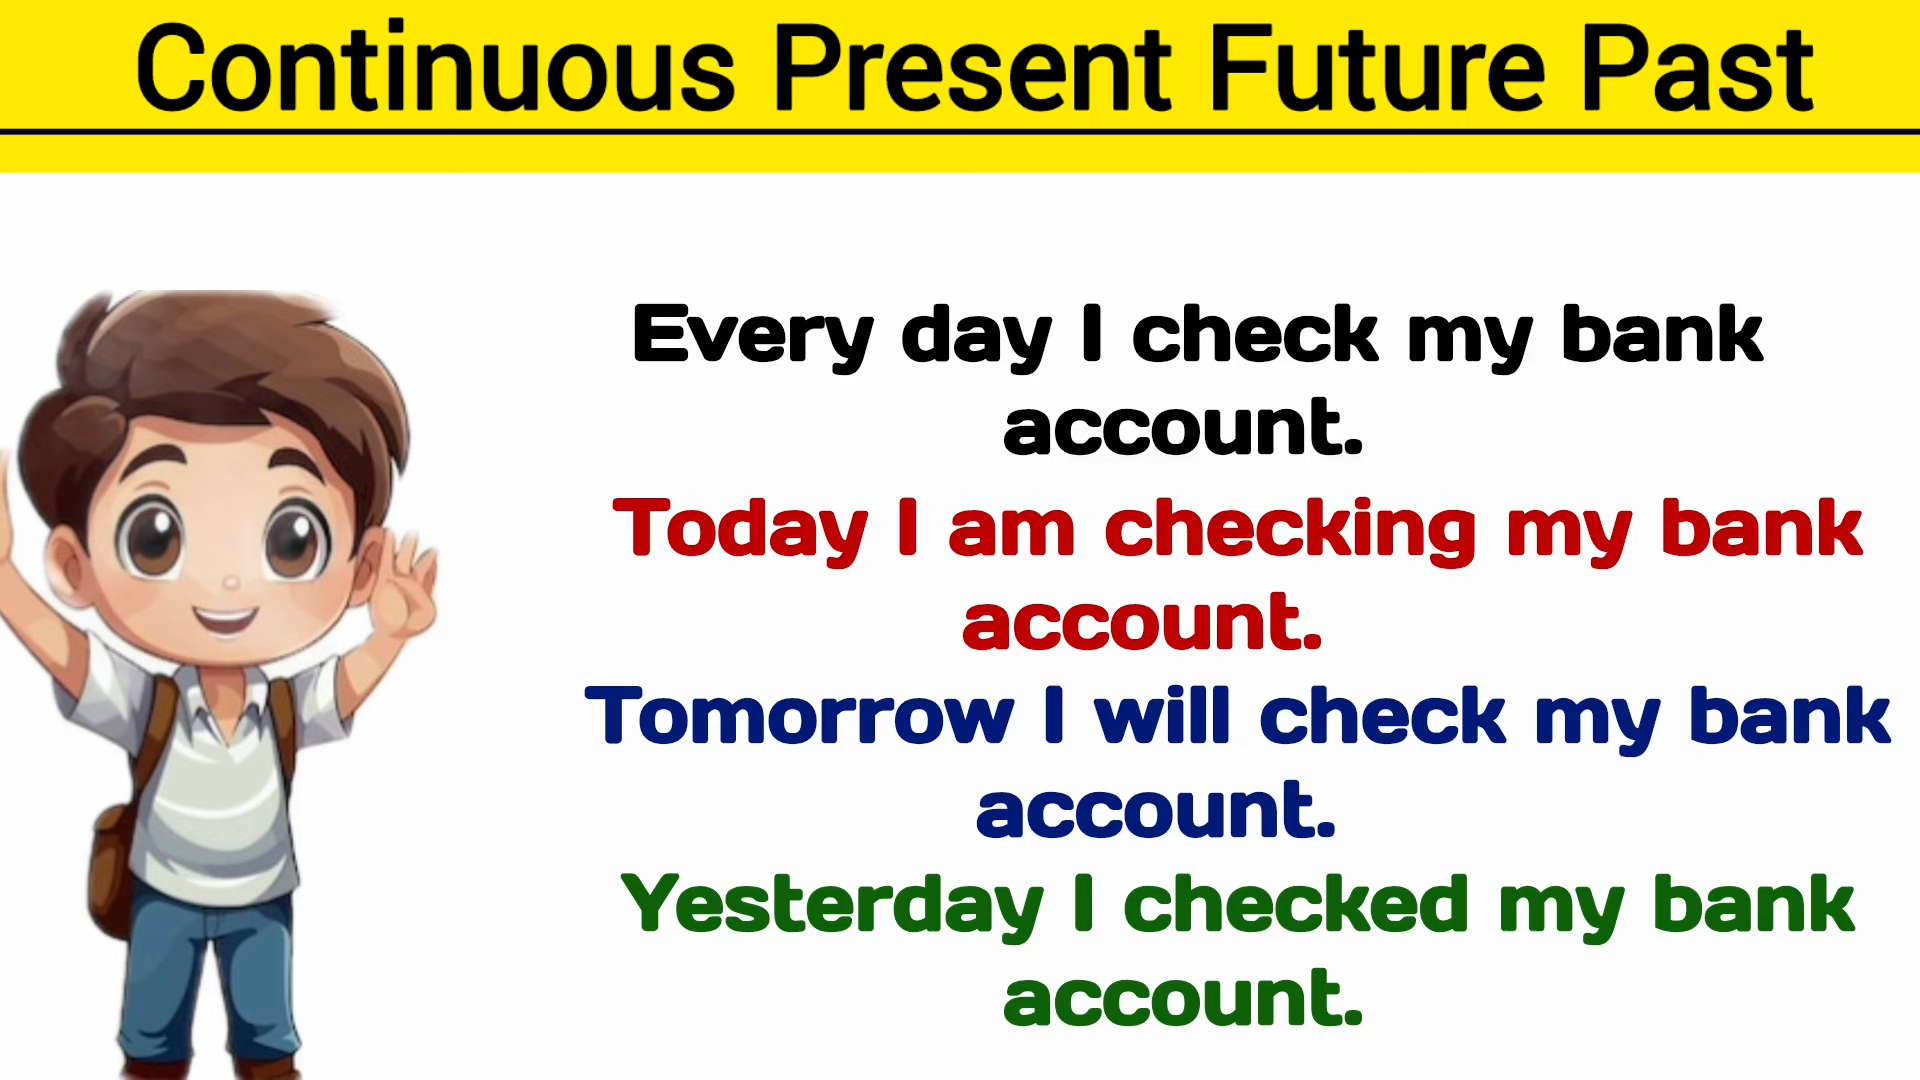 Continuous Present Future Past
Every day I check my bank
account.
Today I am checking my bank
account.
Tomorrow I will check my bank
account.
Yesterday I checked my bank
account.